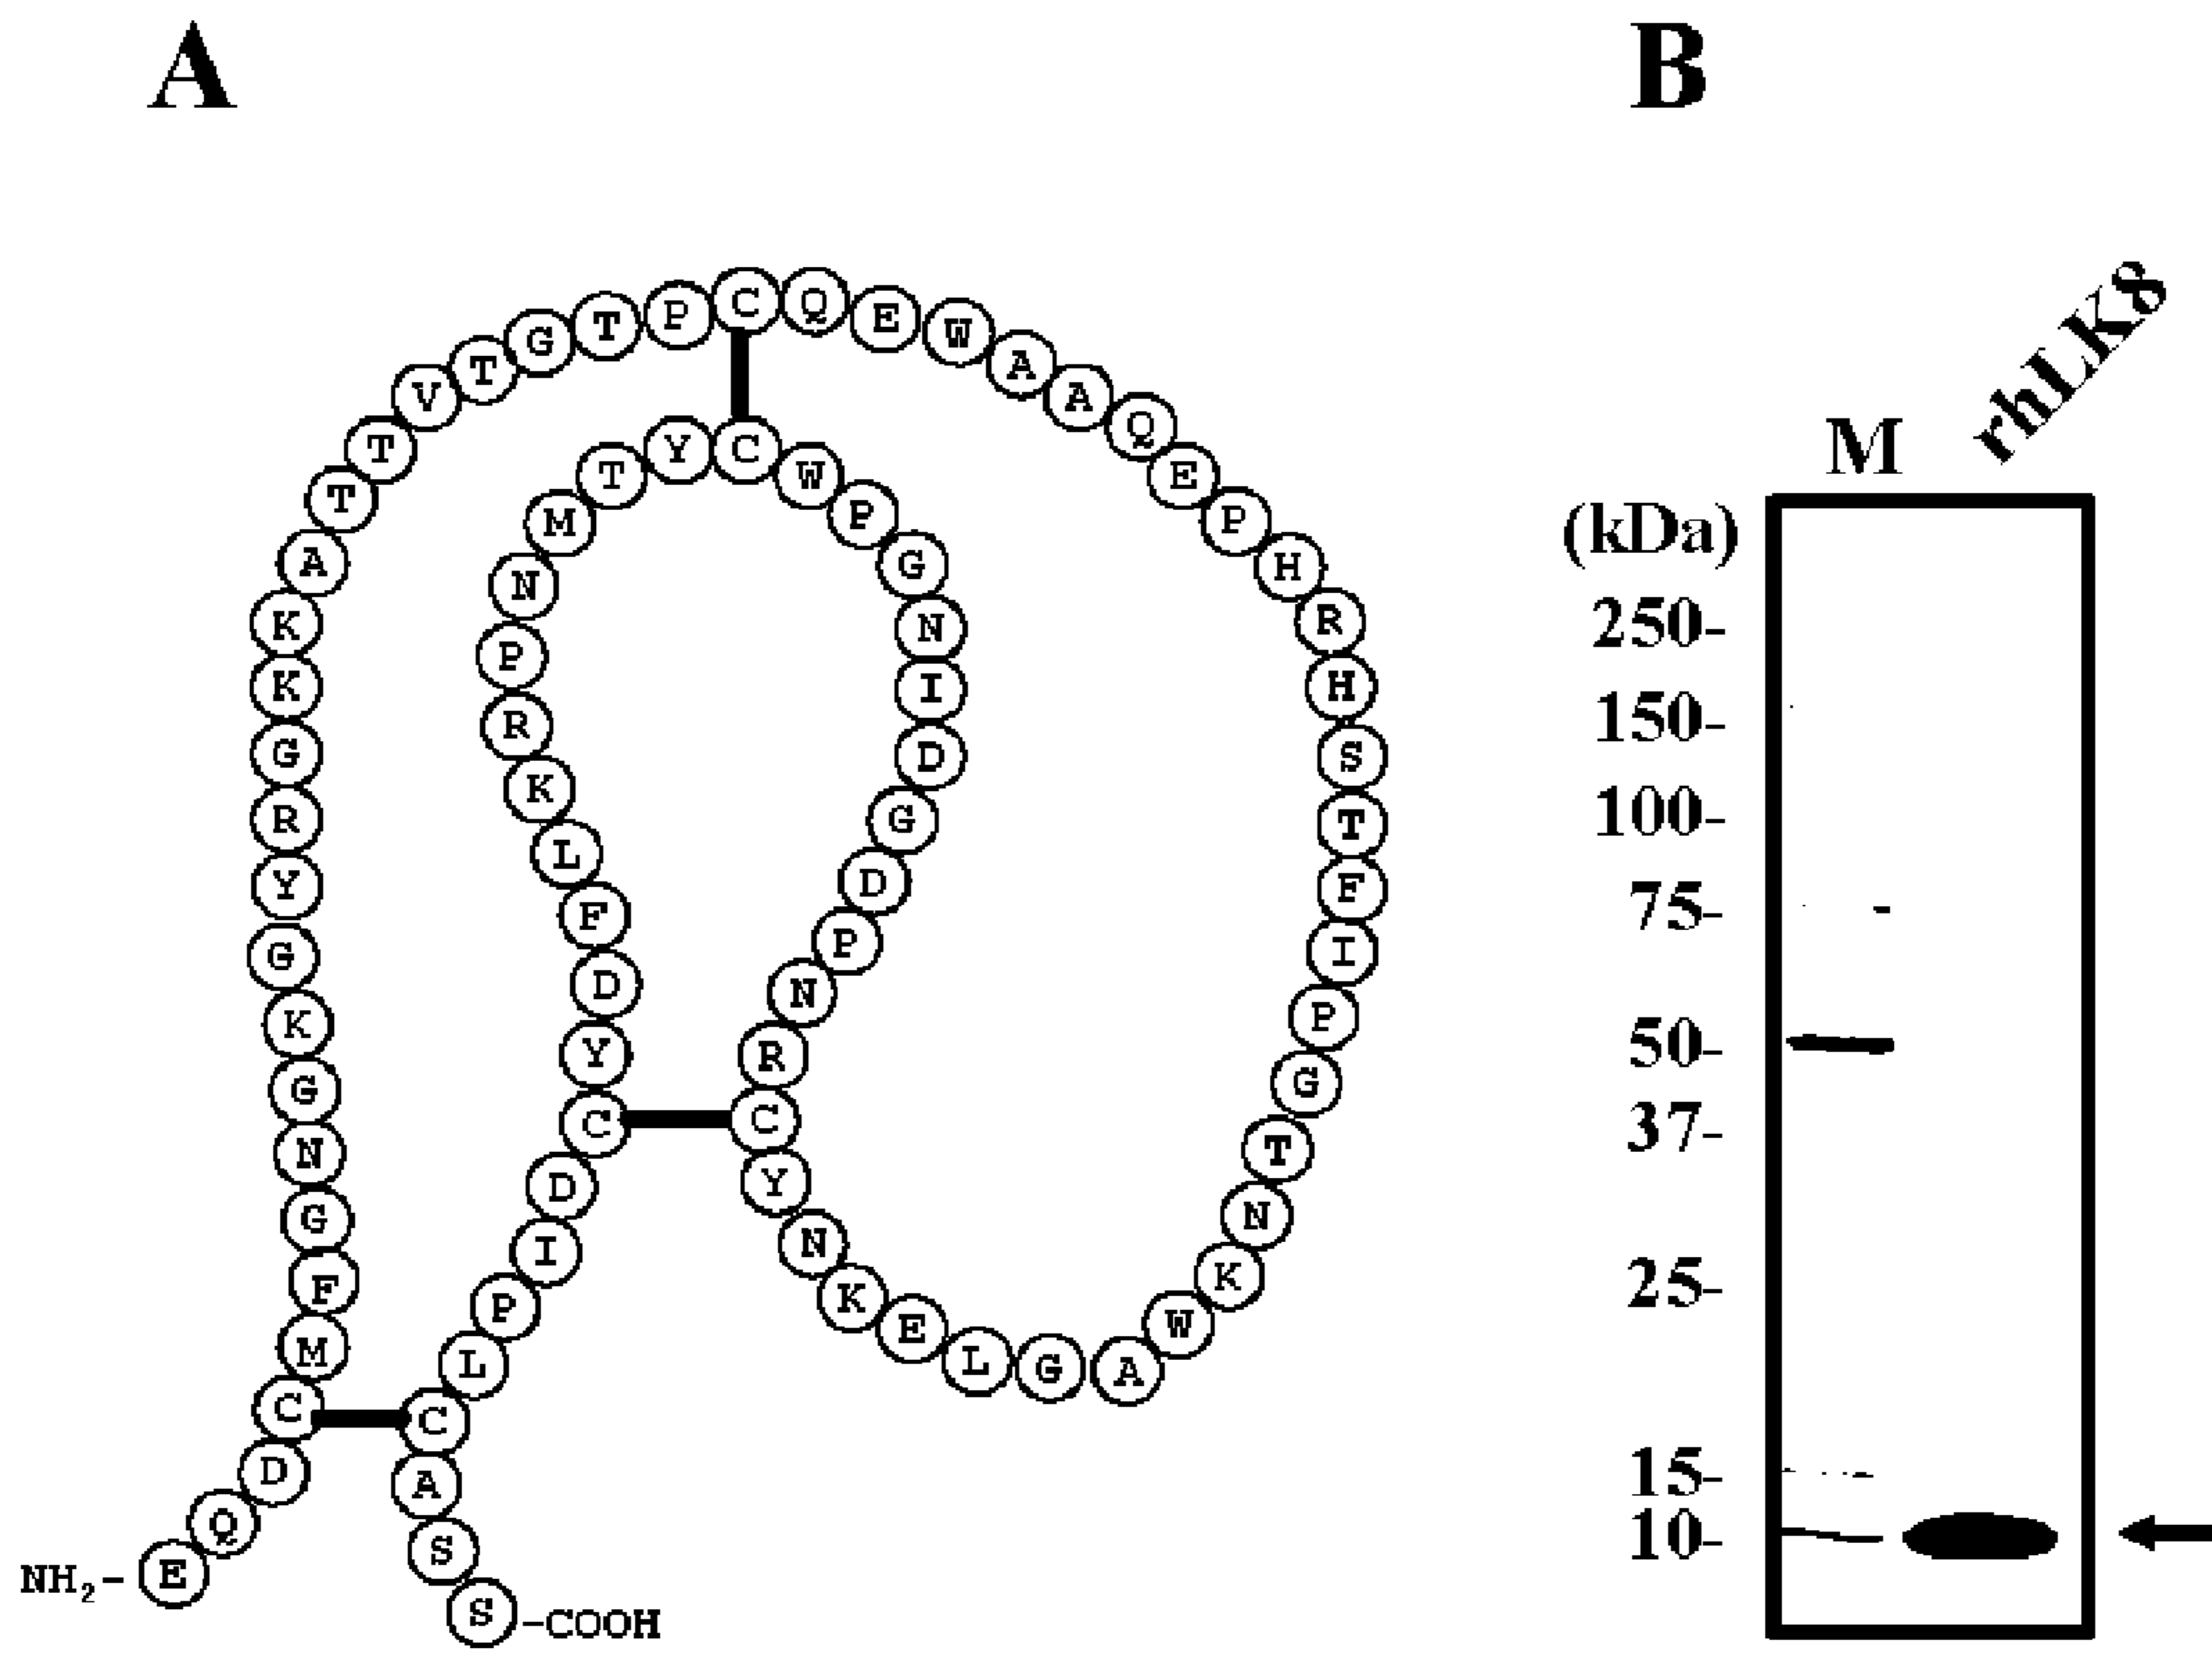 A
NH2- E Q D C M F G N G K G Y R G K K A T T V T G T P C Q E W A A Q E P H R H S T F I P G T N K W A G L E K N Y C R N P D G D I N G P W C Y T M N P R K L F D Y C D I P L C A S S -COOH
B
M rhLK8
(kDa)
250-
150-
100-
75-
50-
37-
25-
15-
10-